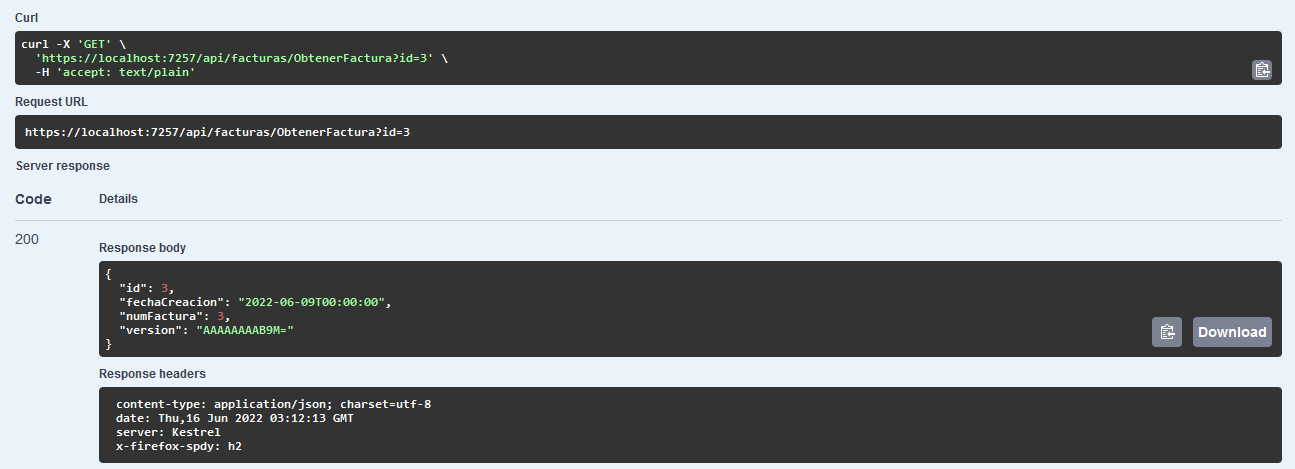 Curl
curl -X 'GET' \
'https://localhost:7257/api/facturas/ObtenerFactura?id=3' \
-H 'accept: text/plain'
Request URL
https://localhost:7257/api/facturas/ObtenerFactura?id=3
Server response
Code Details
200
Response body
{
"id": 3,
"fechaCreacion": "2022-06-09T00:00:00",
"numFactura": 3,
"version": "AAAAAAAAB9M="
}
Download
Response headers
content-type: application/json; charset=utf-8
date: Thu,16 Jun 2022 03:12:13 GMT
server: Kestrel
x-firefox-spdy: h2